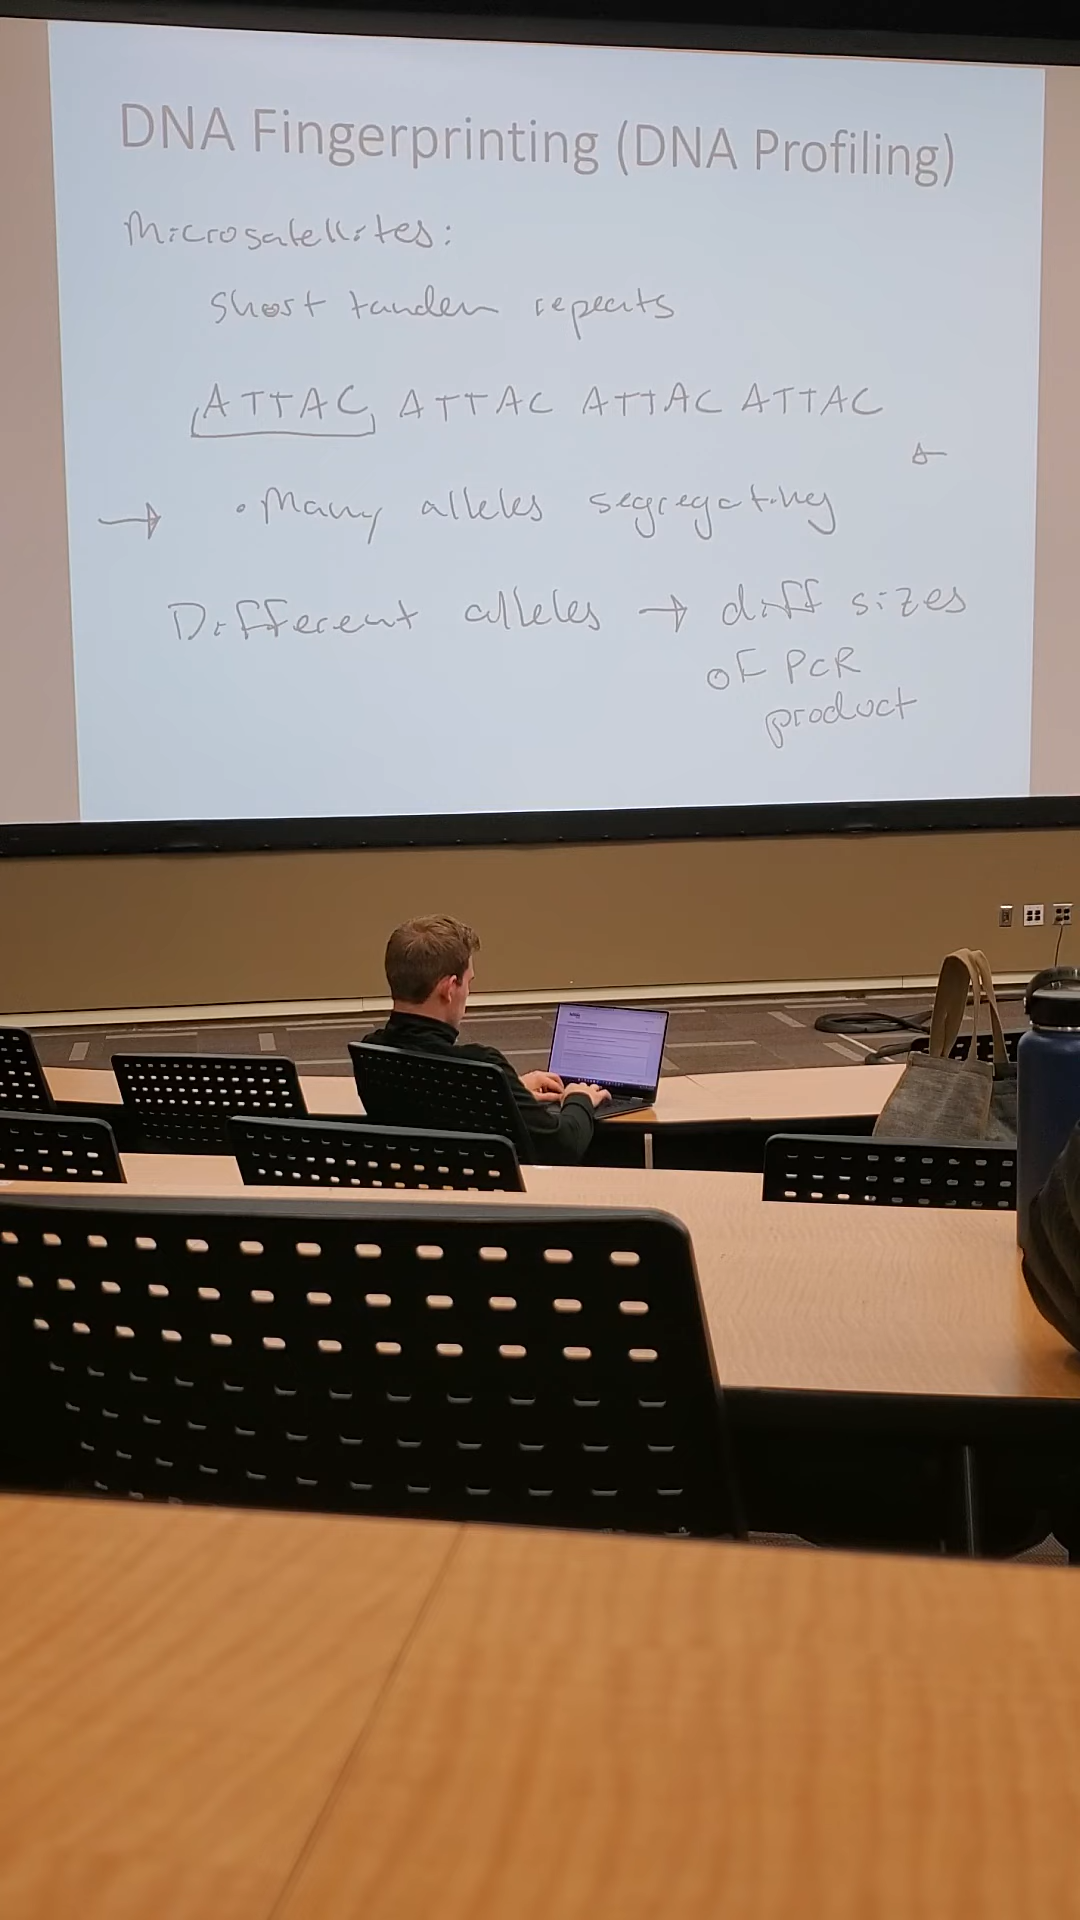 DNA Fingerprinting (DNA Profiling)
Microsatellites:
Short tandem repeats
ATTAC ATTAC ATTAC ATTAC
→ • Many alleles segregating
Different alleles → diff sizes
of PCR
product